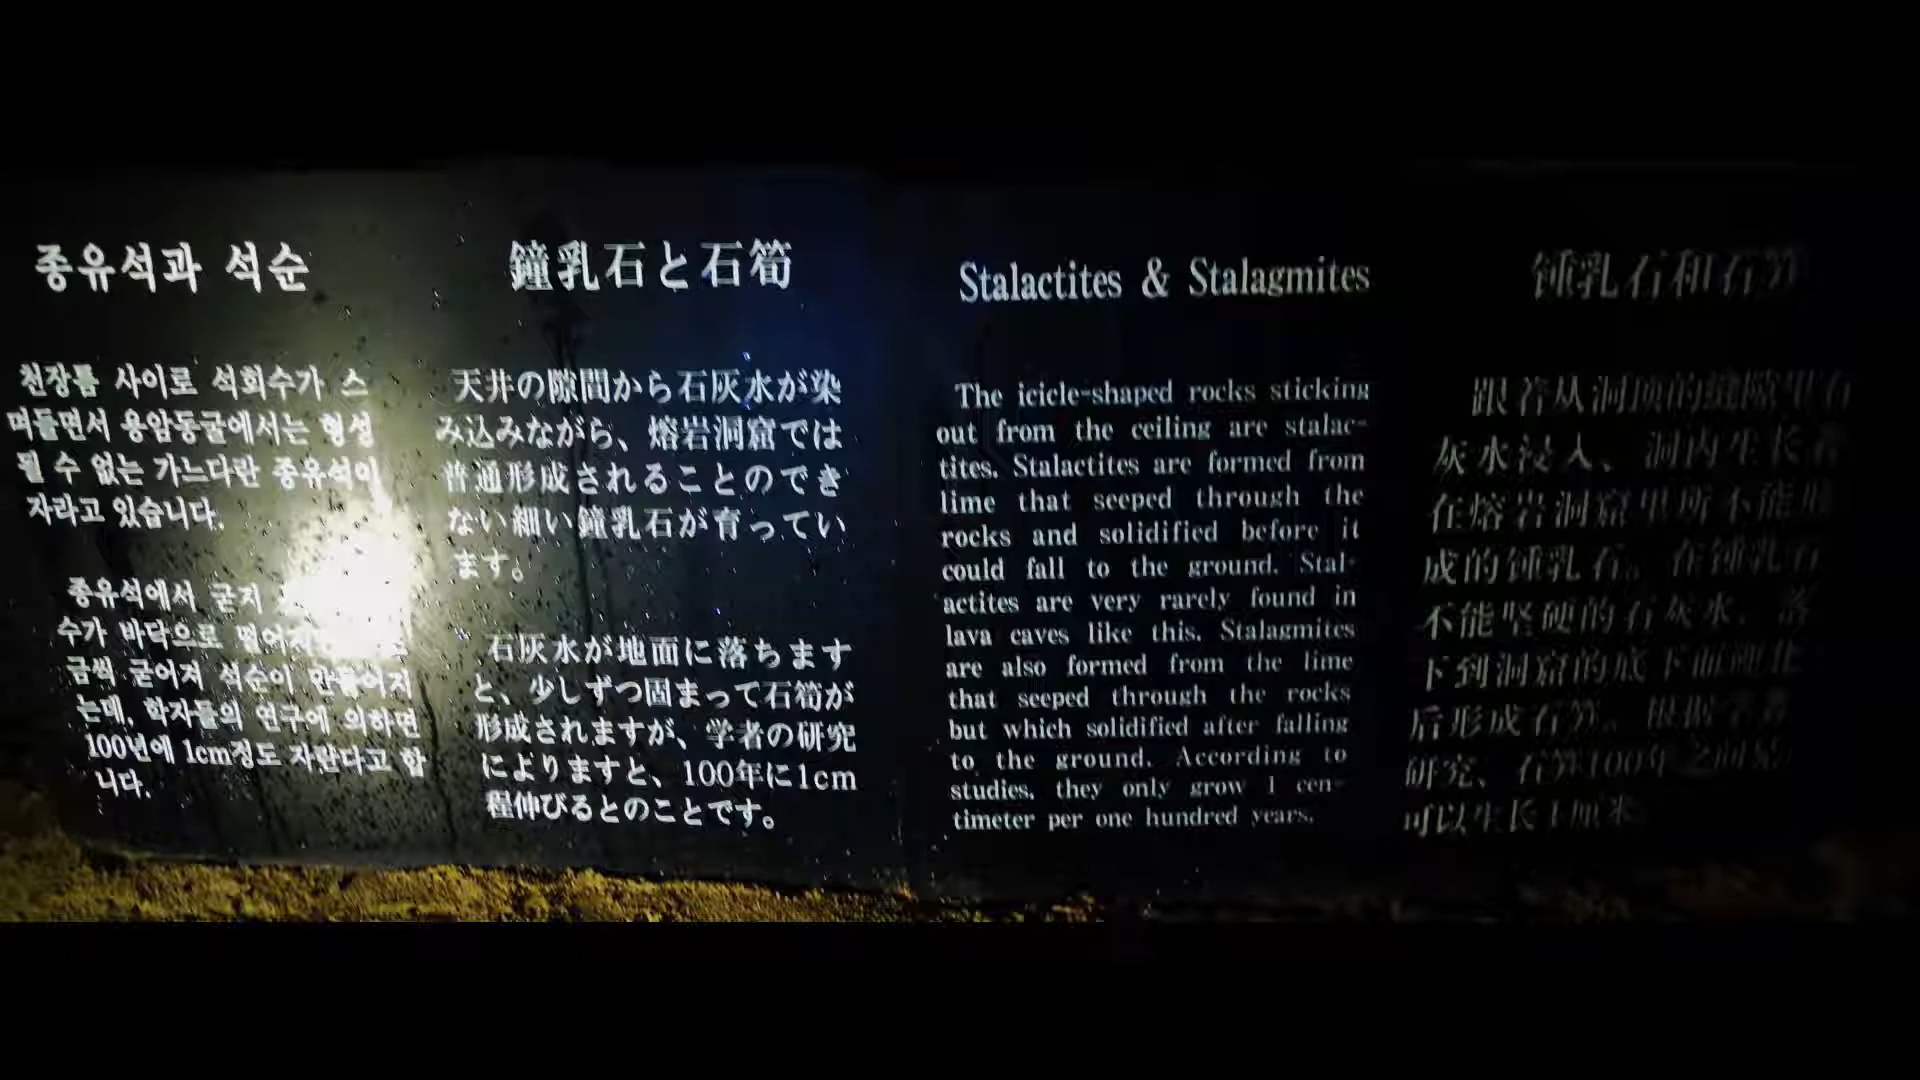 종유석과 석순
천장틈 사이로 석회수가 스
며들면서 용암동굴에서는 형성
될 수 없는 가느다란 종유석이
자라고 있습니다.
종유석에서 굳지
수가 바닥으로
금씩 굳어져 석순이 만들어지
는데, 학자들의 연구에 의하면
100년에 1cm정도 자란다고 합
니다.
鐘乳石と石筍
天井の隙間から石灰水が染
み込みながら、熔岩洞窟では
普通形成されることのでき
ない細い鐘乳石が育ってい
ます。
石灰水が地面に落ちます
と、少しずつ固まって石筍が
形成されますが、学者の研究
によりますと、100年に1cm
程伸びるとのことです。
Stalactites & Stalagmites
The icicle-shaped rocks sticking
out from the ceiling are stalac-
tites. Stalactites are formed from
lime that seeped through the
rocks and solidified before it
could fall to the ground. Stal-
actites are very rarely found in
lava caves like this. Stalagmites
are also formed from the lime
that seeped through the rocks
but which solidified after falling
to the ground. According to
studies, they only grow 1 cen-
timeter per one hundred years.
锺乳石和石笋
跟着从洞顶的缝隙里石
灰水浸入、洞内生长着
在熔岩洞窟里所不能形
成的锺乳石。在锺乳石
不能坚硬的石灰水、落
下到洞窟的底下面硬化
后形成石笋。根据学者
研究、石笋100年之间
可以生长1厘米